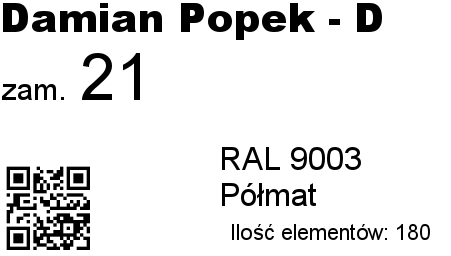 Damian Popek - D
zam. 21
RAL 9003
Półmat
Ilość elementów: 180